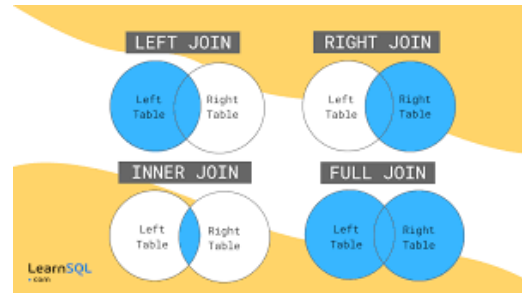 LEFT JOIN
Left Table
Right Table
RIGHT JOIN
Left Table
Right Table
INNER JOIN
Left Table
Right Table
FULL JOIN
Left Table
Right Table
LearnSQL
.com